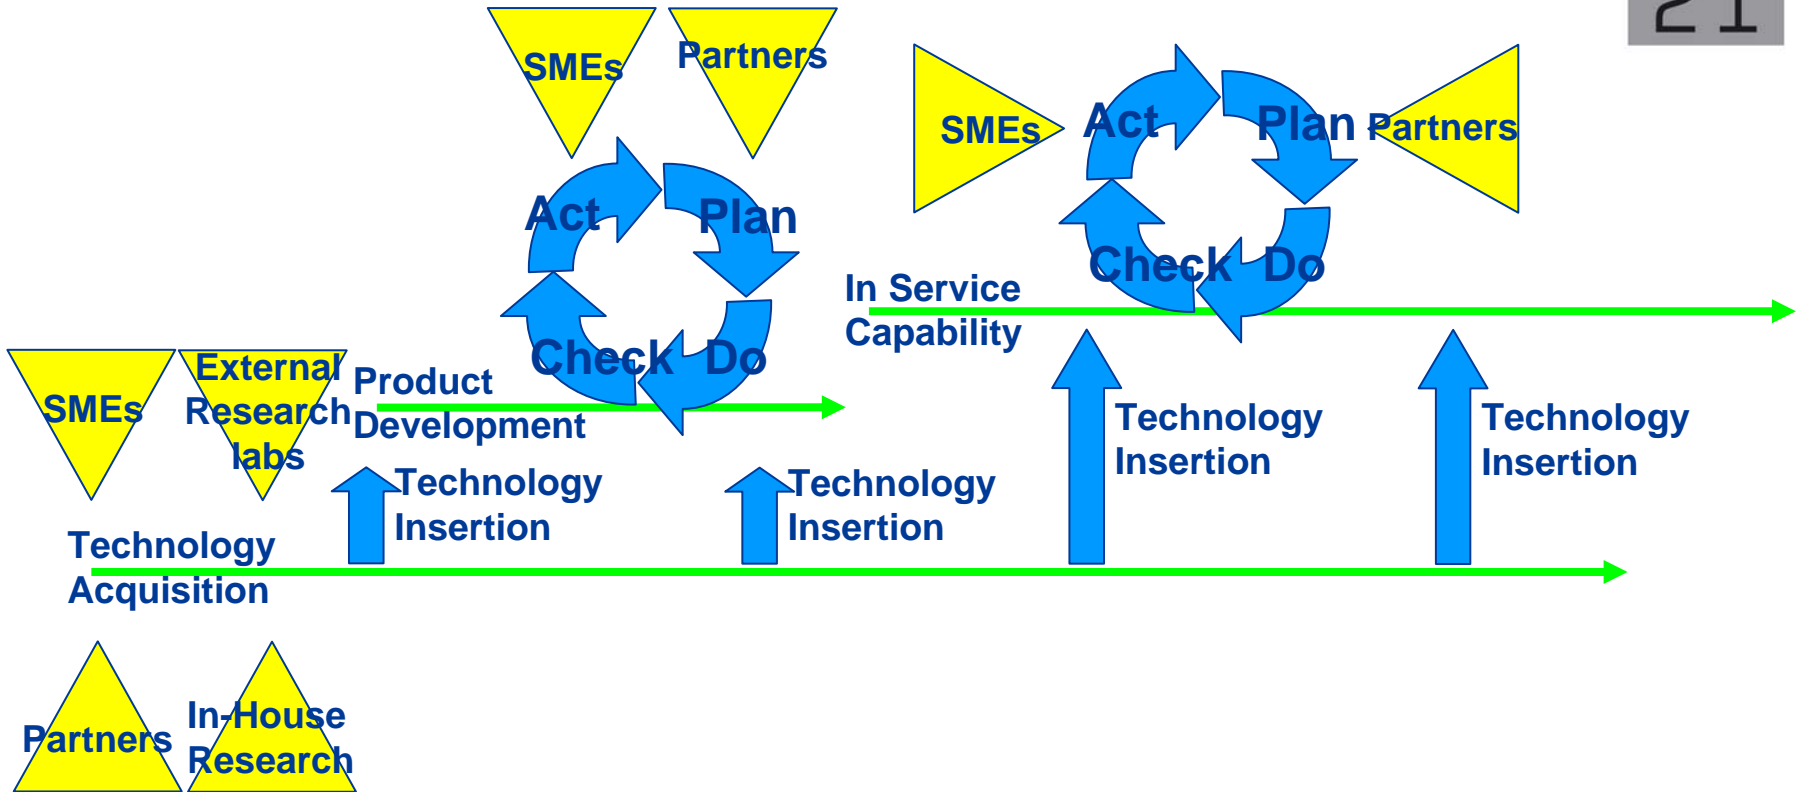 21
SMEs
Partners
SMEs
Act
Plan
Partners
Act
Plan
Check
Do
In Service
Capability
Check
Do
SMEs
External
Research
labs
Product
Development
Technology
Insertion
Technology
Insertion
Technology
Insertion
Technology
Insertion
Technology
Acquisition
Partners
In-House
Research